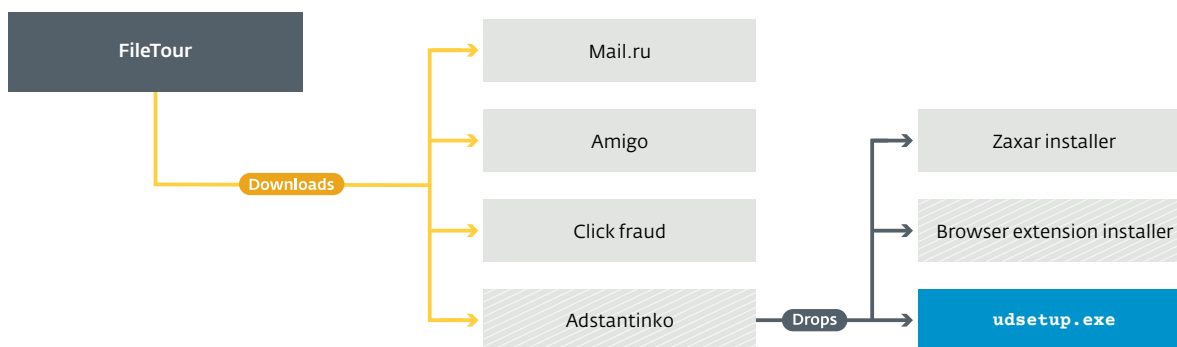 FileTour
Downloads
Mail.ru
Amigo
Click fraud
Adstantinko
Drops
Zaxar installer
Browser extension installer
udsetup.exe